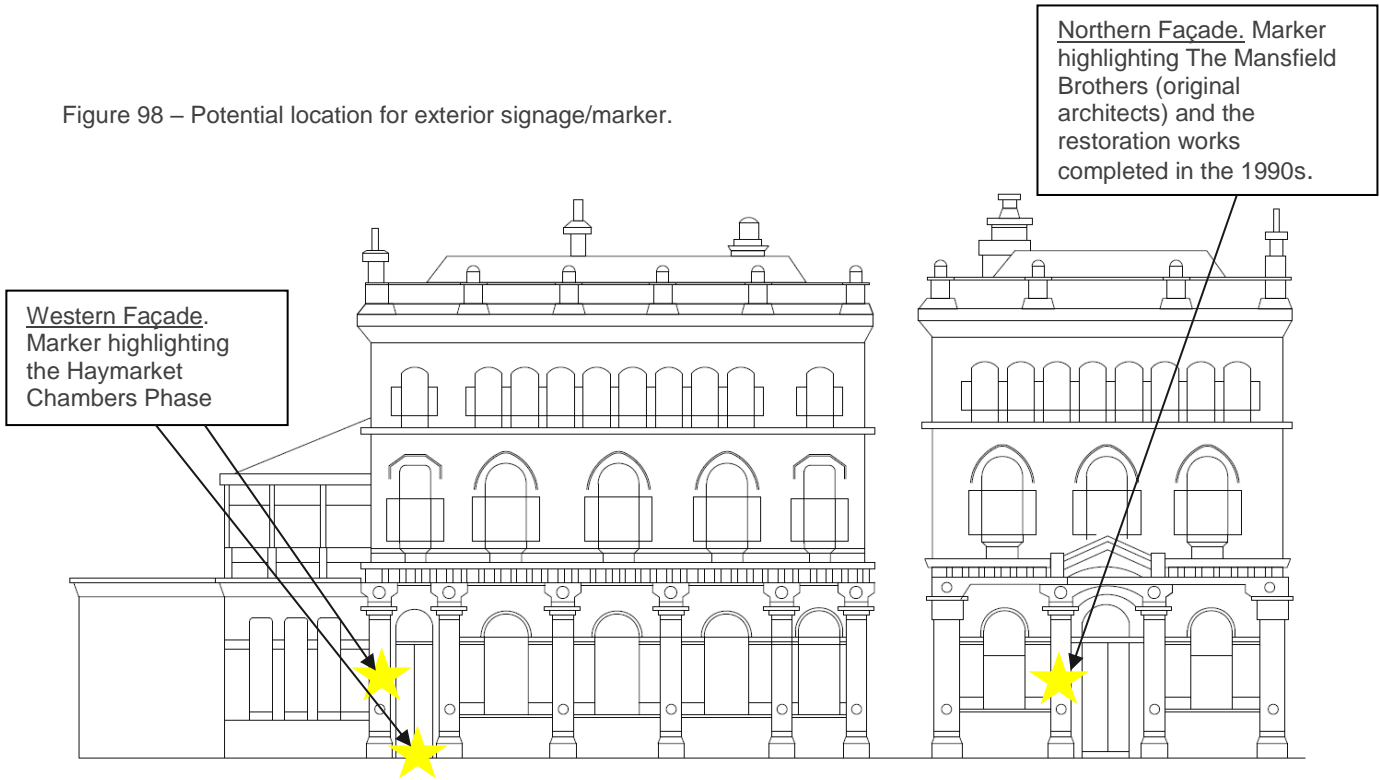 Northern Façade. Marker
highlighting The Mansfield
Brothers (original
architects) and the
restoration works
completed in the 1990s.
Figure 98 – Potential location for exterior signage/marker.
Western Façade.
Marker highlighting
the Haymarket
Chambers Phase